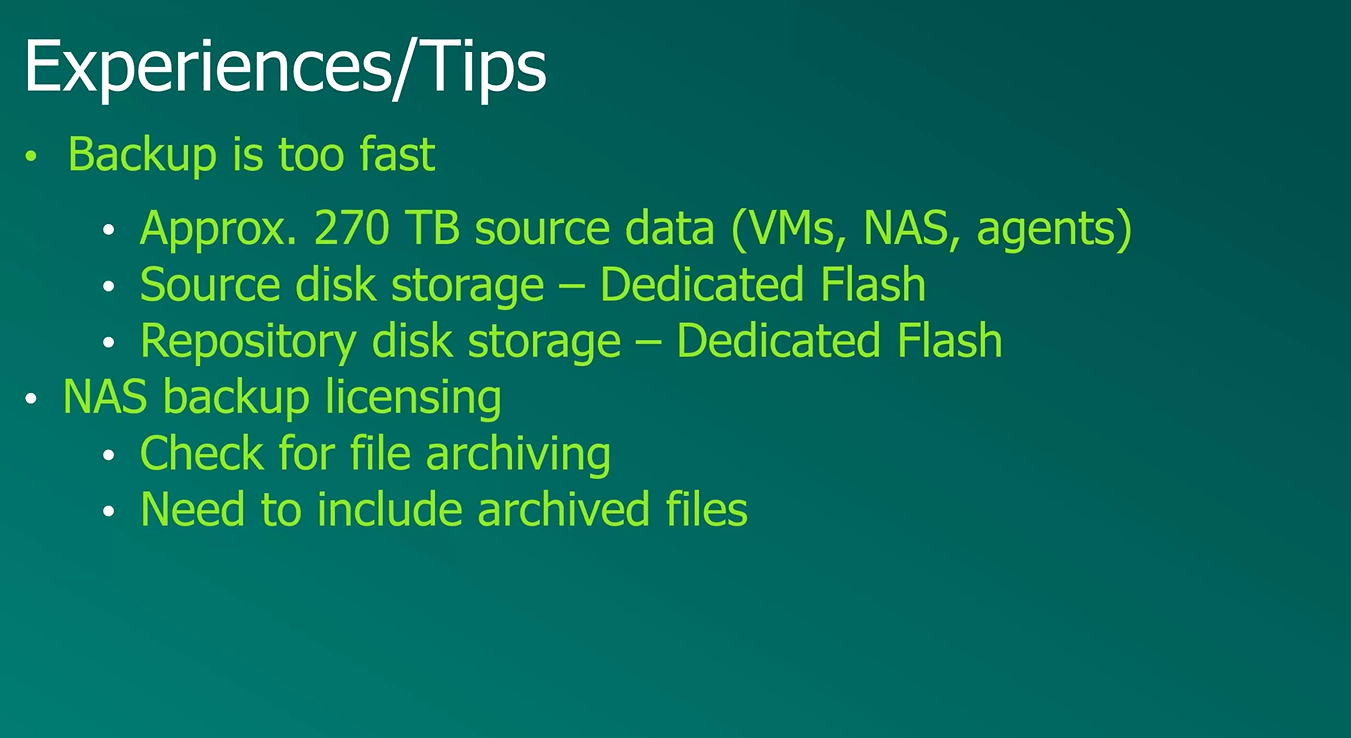 Experiences/Tips
• Backup is too fast
• Approx. 270 TB source data (VMs, NAS, agents)
• Source disk storage – Dedicated Flash
• Repository disk storage – Dedicated Flash
• NAS backup licensing
• Check for file archiving
• Need to include archived files